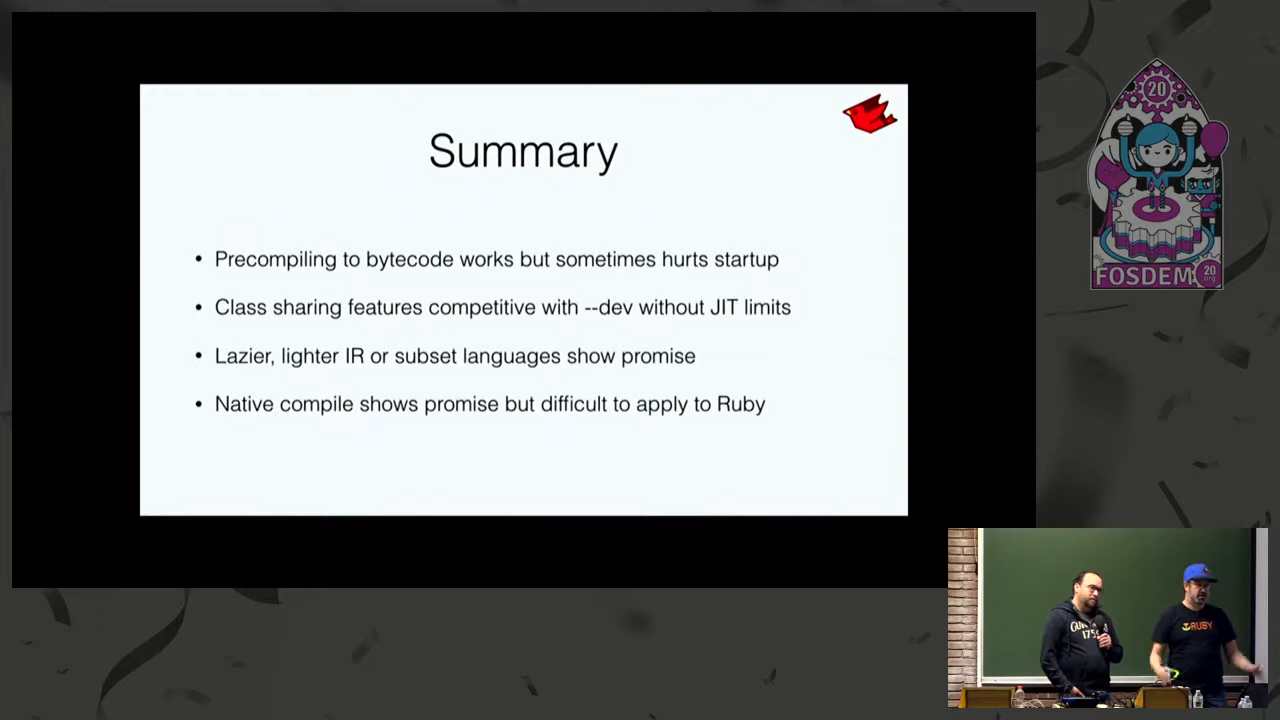 Summary
• Precompiling to bytecode works but sometimes hurts startup
• Class sharing features competitive with --dev without JIT limits
• Lazier, lighter IR or subset languages show promise
• Native compile shows promise but difficult to apply to Ruby
20
FOSDEM
20
.org
RUBY